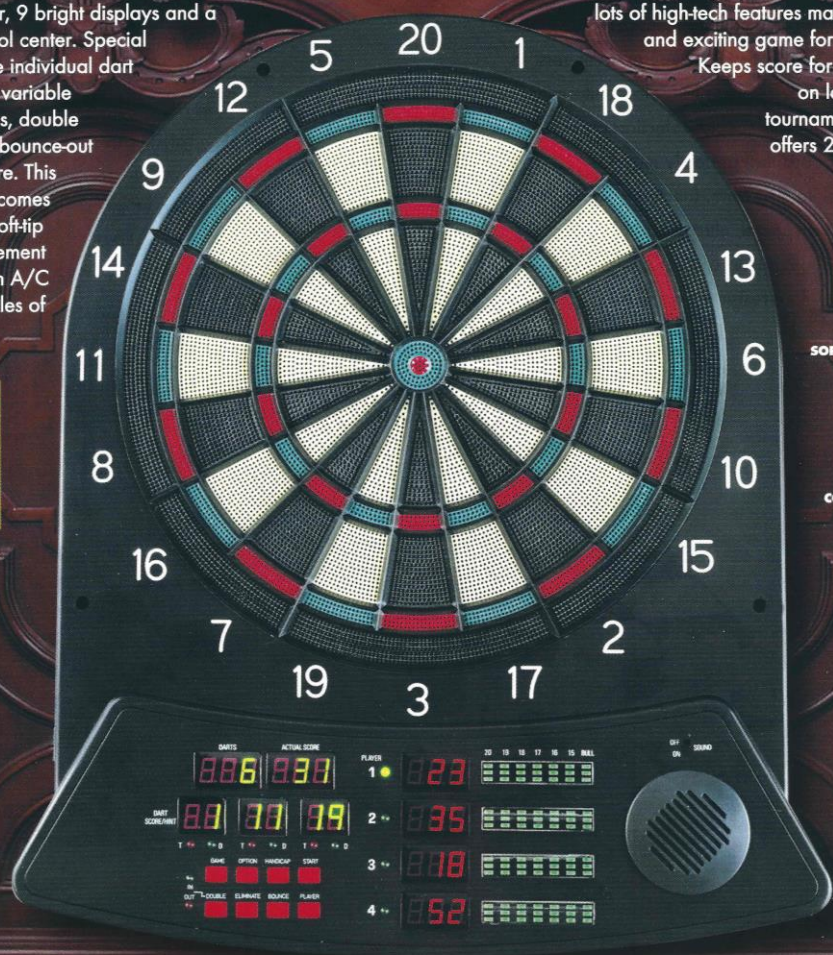 r, 9 bright displays and a
ol center. Special
e individual dart
variable
s, double
bounce-out
re. This
comes
oft-tip
ement
n A/C
les of
lots of high-tech features ma
and exciting game for
Keeps score for
on l
tournam
offers 2
20
5 1
12 18
9 4
14 13
11 6
8 10
16 15
7 2
19 17
3
DARTS ACTUAL SCORE
6 31
DART
SCORE/HINT
1 11 19
T D T D T D
GAME OPTION HANDICAP START
IN
OUT
DOUBLE ELIMINATE BOUNCE PLAYER
PLAYER
20 19 18 17 16 15 BULL
1 23
2 35
3 18
4 52
OFF
ON
SOUND